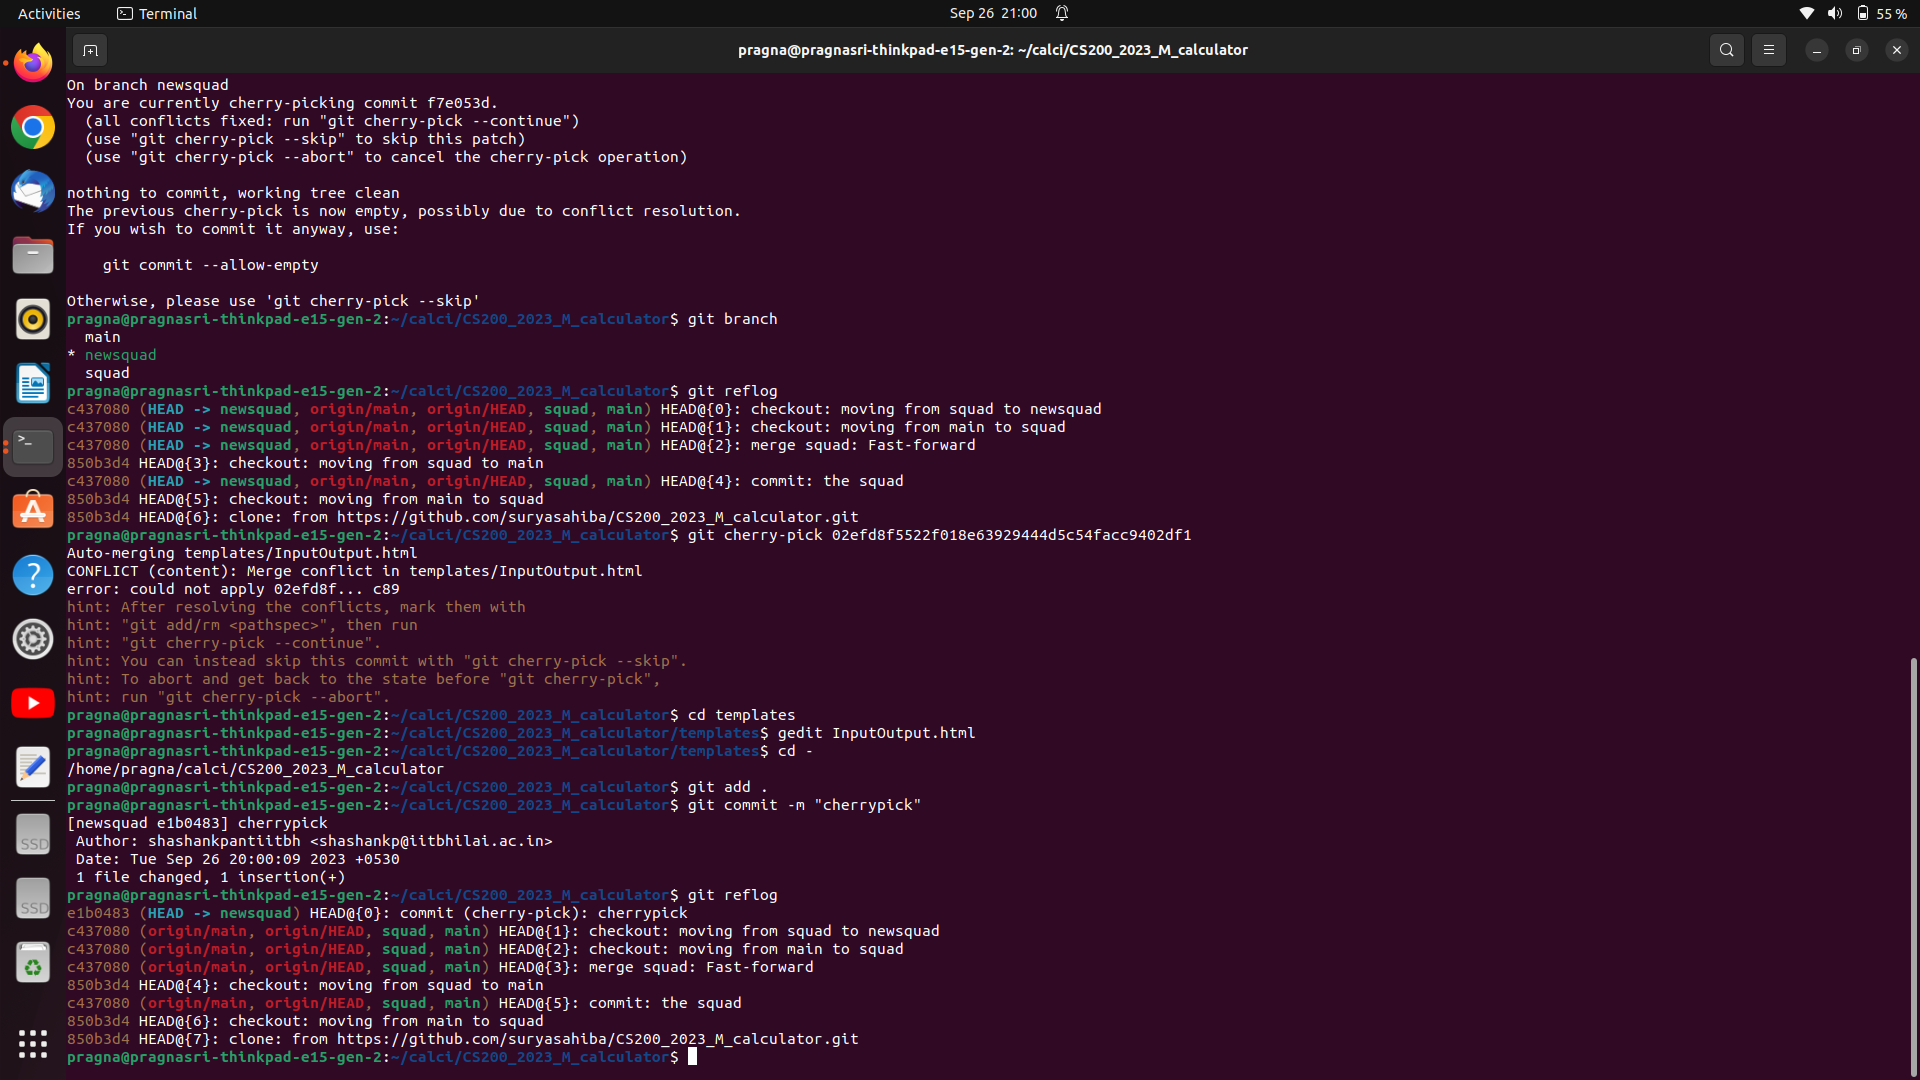 Activities
Terminal
Sep 26 21:00
55 %
pragna@pragnasri-thinkpad-e15-gen-2: ~/calci/CS200_2023_M_calculator
On branch newsquad
You are currently cherry-picking commit f7e053d.
  (all conflicts fixed: run "git cherry-pick --continue")
  (use "git cherry-pick --skip" to skip this patch)
  (use "git cherry-pick --abort" to cancel the cherry-pick operation)
nothing to commit, working tree clean
The previous cherry-pick is now empty, possibly due to conflict resolution.
If you wish to commit it anyway, use:
    git commit --allow-empty
Otherwise, please use 'git cherry-pick --skip'
pragna@pragnasri-thinkpad-e15-gen-2:~/calci/CS200_2023_M_calculator$ git branch
  main
* newsquad
  squad
pragna@pragnasri-thinkpad-e15-gen-2:~/calci/CS200_2023_M_calculator$ git reflog
c437080 (HEAD -> newsquad, origin/main, origin/HEAD, squad, main) HEAD@{0}: checkout: moving from squad to newsquad
c437080 (HEAD -> newsquad, origin/main, origin/HEAD, squad, main) HEAD@{1}: checkout: moving from main to squad
c437080 (HEAD -> newsquad, origin/main, origin/HEAD, squad, main) HEAD@{2}: merge squad: Fast-forward
850b3d4 HEAD@{3}: checkout: moving from squad to main
c437080 (HEAD -> newsquad, origin/main, origin/HEAD, squad, main) HEAD@{4}: commit: the squad
850b3d4 HEAD@{5}: checkout: moving from main to squad
850b3d4 HEAD@{6}: clone: from https://github.com/suryasahiba/CS200_2023_M_calculator.git
pragna@pragnasri-thinkpad-e15-gen-2:~/calci/CS200_2023_M_calculator$ git cherry-pick 02efd8f5522f018e63929444d5c54facc9402df1
Auto-merging templates/InputOutput.html
CONFLICT (content): Merge conflict in templates/InputOutput.html
error: could not apply 02efd8f... c89
hint: After resolving the conflicts, mark them with
hint: "git add/rm <pathspec>", then run
hint: "git cherry-pick --continue".
hint: You can instead skip this commit with "git cherry-pick --skip".
hint: To abort and get back to the state before "git cherry-pick",
hint: run "git cherry-pick --abort".
pragna@pragnasri-thinkpad-e15-gen-2:~/calci/CS200_2023_M_calculator$ cd templates
pragna@pragnasri-thinkpad-e15-gen-2:~/calci/CS200_2023_M_calculator/templates$ gedit InputOutput.html
pragna@pragnasri-thinkpad-e15-gen-2:~/calci/CS200_2023_M_calculator/templates$ cd -
/home/pragna/calci/CS200_2023_M_calculator
pragna@pragnasri-thinkpad-e15-gen-2:~/calci/CS200_2023_M_calculator$ git add .
pragna@pragnasri-thinkpad-e15-gen-2:~/calci/CS200_2023_M_calculator$ git commit -m "cherrypick"
[newsquad e1b0483] cherrypick
 Author: shashankpantiitbh <shashankp@iitbhilai.ac.in>
 Date: Tue Sep 26 20:00:09 2023 +0530
 1 file changed, 1 insertion(+)
pragna@pragnasri-thinkpad-e15-gen-2:~/calci/CS200_2023_M_calculator$ git reflog
e1b0483 (HEAD -> newsquad) HEAD@{0}: commit (cherry-pick): cherrypick
c437080 (origin/main, origin/HEAD, squad, main) HEAD@{1}: checkout: moving from squad to newsquad
c437080 (origin/main, origin/HEAD, squad, main) HEAD@{2}: checkout: moving from main to squad
c437080 (origin/main, origin/HEAD, squad, main) HEAD@{3}: merge squad: Fast-forward
850b3d4 HEAD@{4}: checkout: moving from squad to main
c437080 (origin/main, origin/HEAD, squad, main) HEAD@{5}: commit: the squad
850b3d4 HEAD@{6}: checkout: moving from main to squad
850b3d4 HEAD@{7}: clone: from https://github.com/suryasahiba/CS200_2023_M_calculator.git
pragna@pragnasri-thinkpad-e15-gen-2:~/calci/CS200_2023_M_calculator$
SSD
SSD